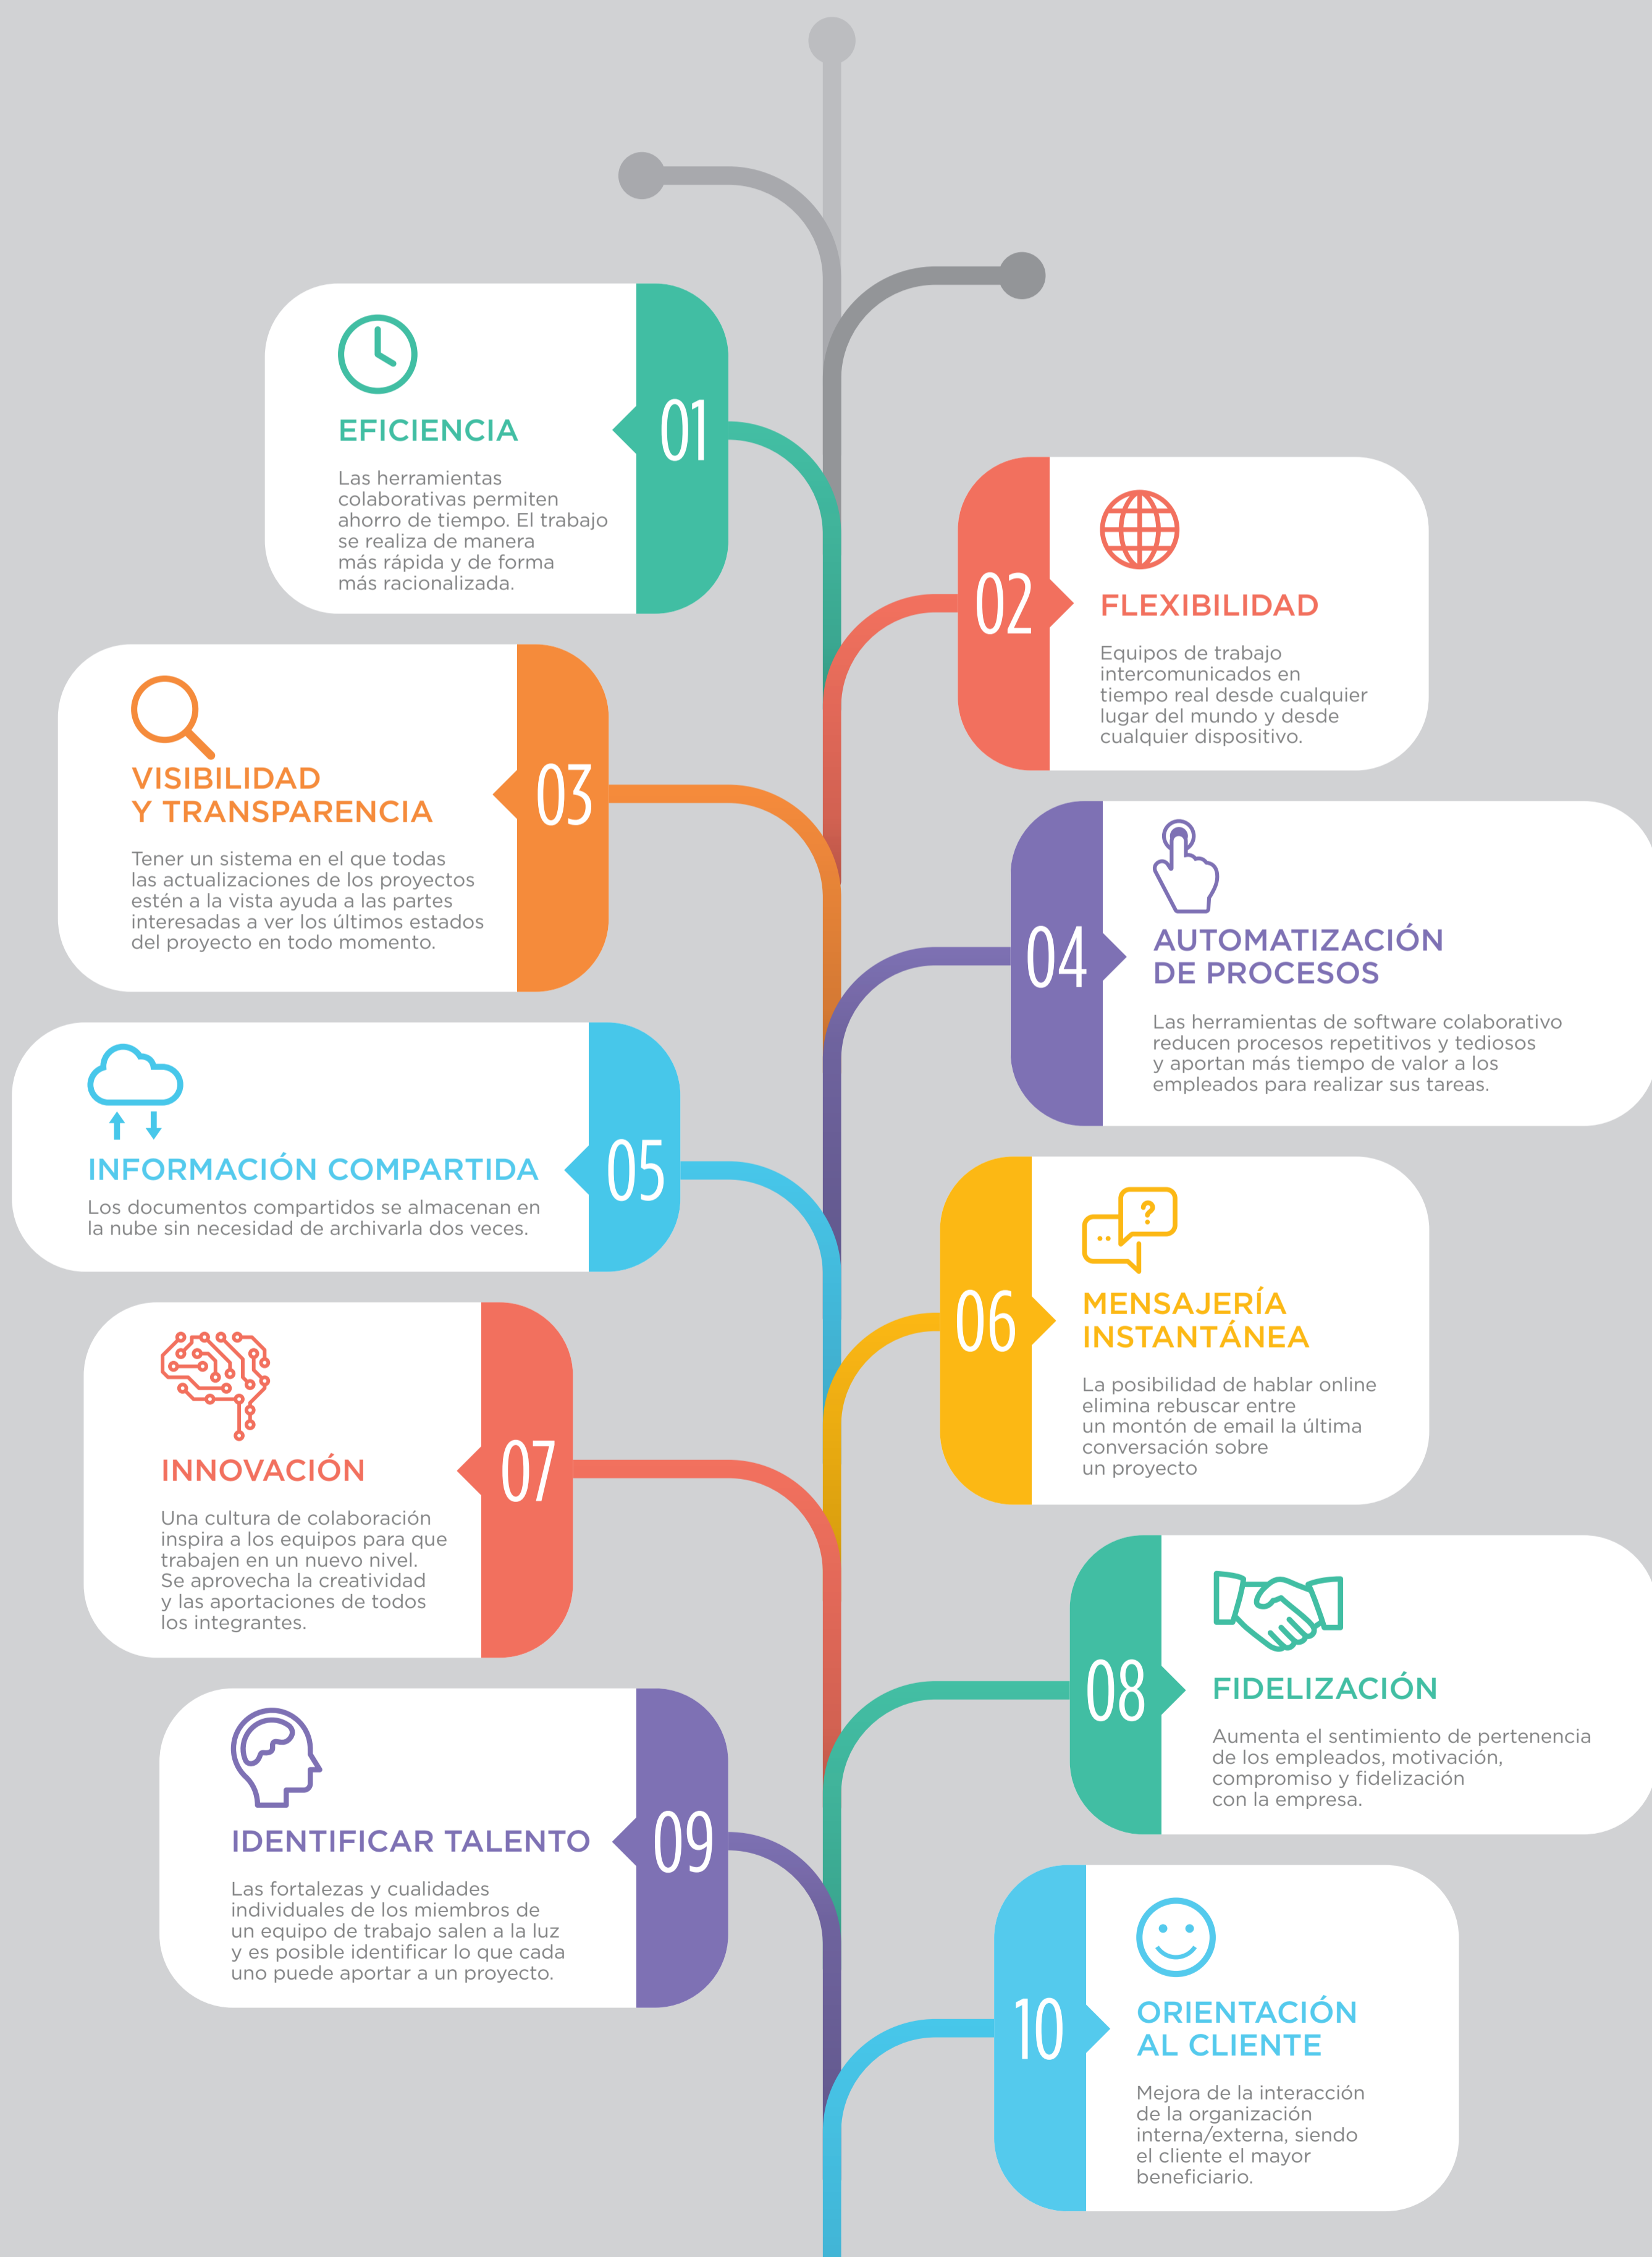 01
EFICIENCIA
Las herramientas
colaborativas permiten
ahorro de tiempo. El trabajo
se realiza de manera
más rápida y de forma
más racionalizada.
02
FLEXIBILIDAD
Equipos de trabajo
intercomunicados en
tiempo real desde cualquier
lugar del mundo y desde
cualquier dispositivo.
03
VISIBILIDAD
Y TRANSPARENCIA
Tener un sistema en el que todas
las actualizaciones de los proyectos
estén a la vista ayuda a las partes
interesadas a ver los últimos estados
del proyecto en todo momento.
04
AUTOMATIZACIÓN
DE PROCESOS
Las herramientas de software colaborativo
reducen procesos repetitivos y tediosos
y aportan más tiempo de valor a los
empleados para realizar sus tareas.
05
INFORMACIÓN COMPARTIDA
Los documentos compartidos se almacenan en
la nube sin necesidad de archivarla dos veces.
06
?
MENSAJERÍA
INSTANTÁNEA
La posibilidad de hablar online
elimina rebuscar entre
un montón de email la última
conversación sobre
un proyecto
07
INNOVACIÓN
Una cultura de colaboración
inspira a los equipos para que
trabajen en un nuevo nivel.
Se aprovecha la creatividad
y las aportaciones de todos
los integrantes.
08
FIDELIZACIÓN
Aumenta el sentimiento de pertenencia
de los empleados, motivación,
compromiso y fidelización
con la empresa.
09
IDENTIFICAR TALENTO
Las fortalezas y cualidades
individuales de los miembros de
un equipo de trabajo salen a la luz
y es posible identificar lo que cada
uno puede aportar a un proyecto.
10
ORIENTACIÓN
AL CLIENTE
Mejora de la interacción
de la organización
interna/externa, siendo
el cliente el mayor
beneficiario.